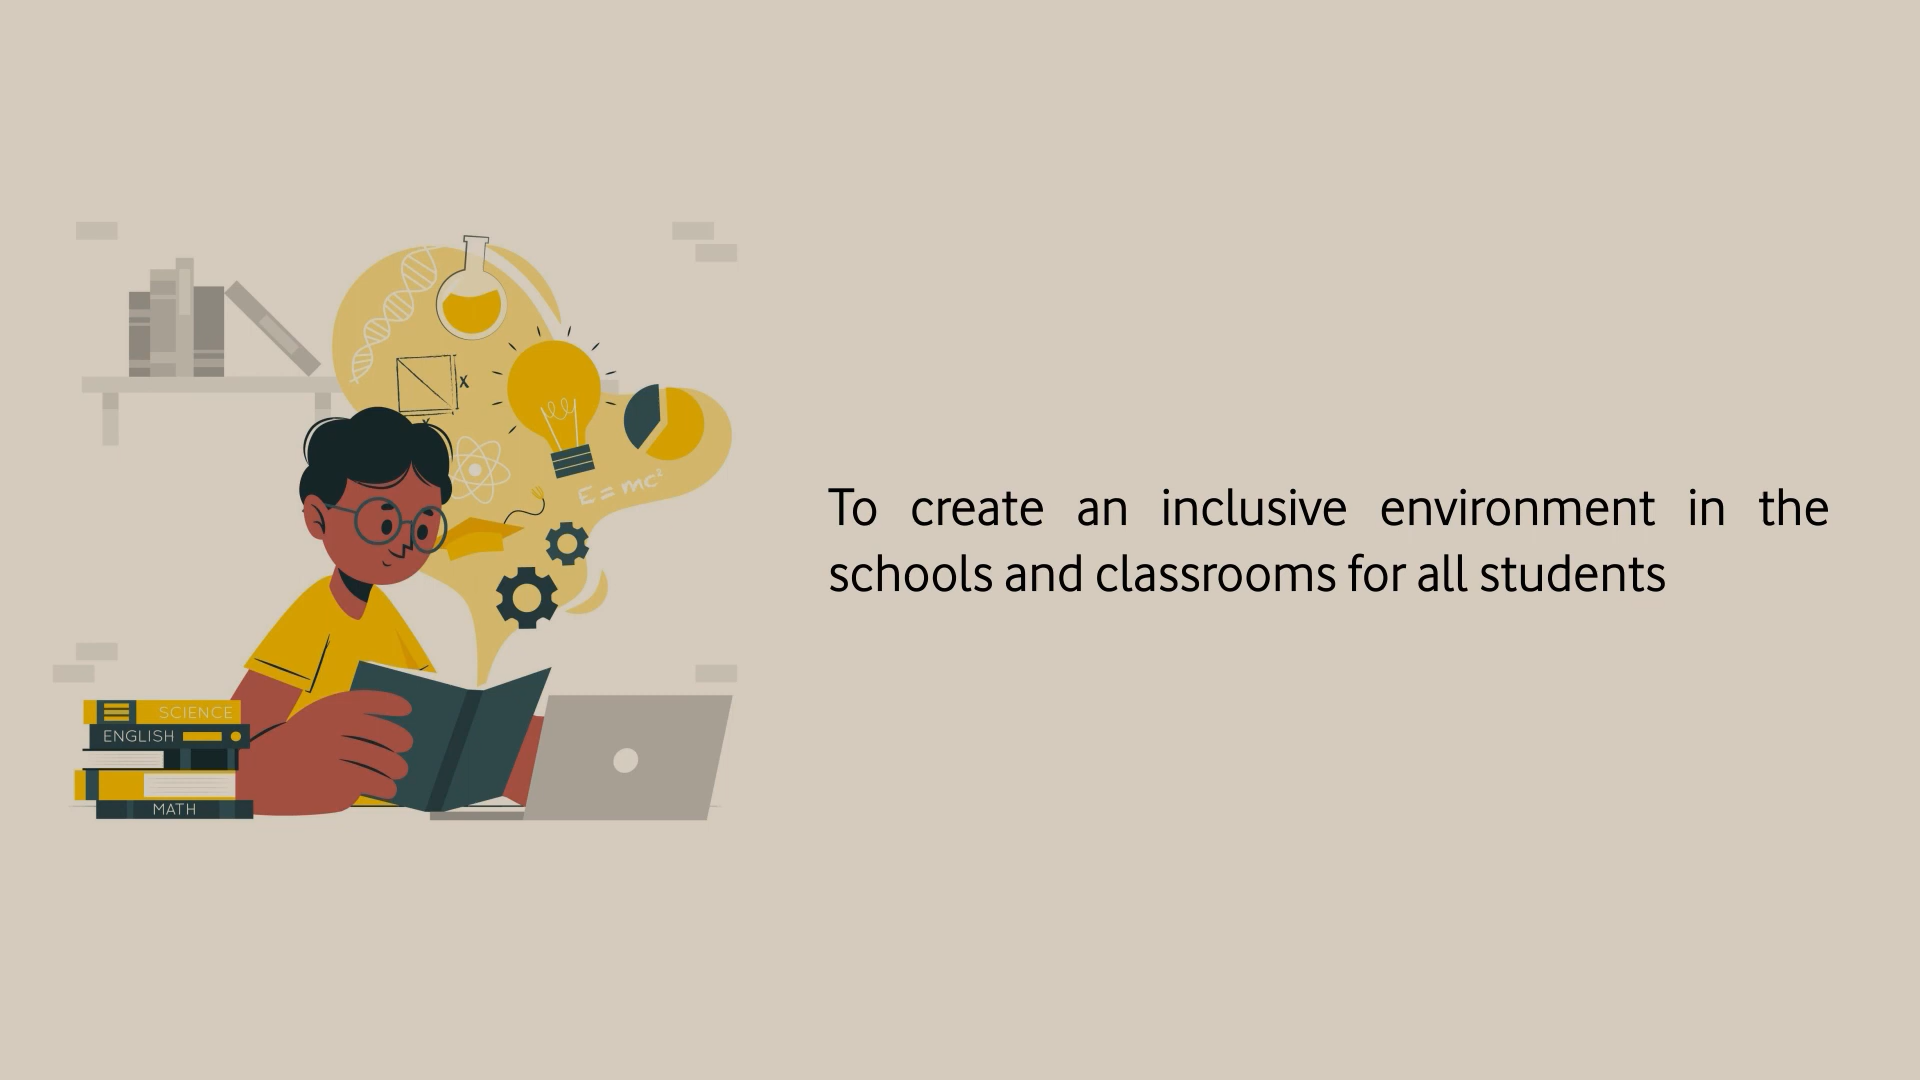 X
X
E = mc²
To create an inclusive environment in the
schools and classrooms for all students
SCIENCE
ENGLISH
MATH